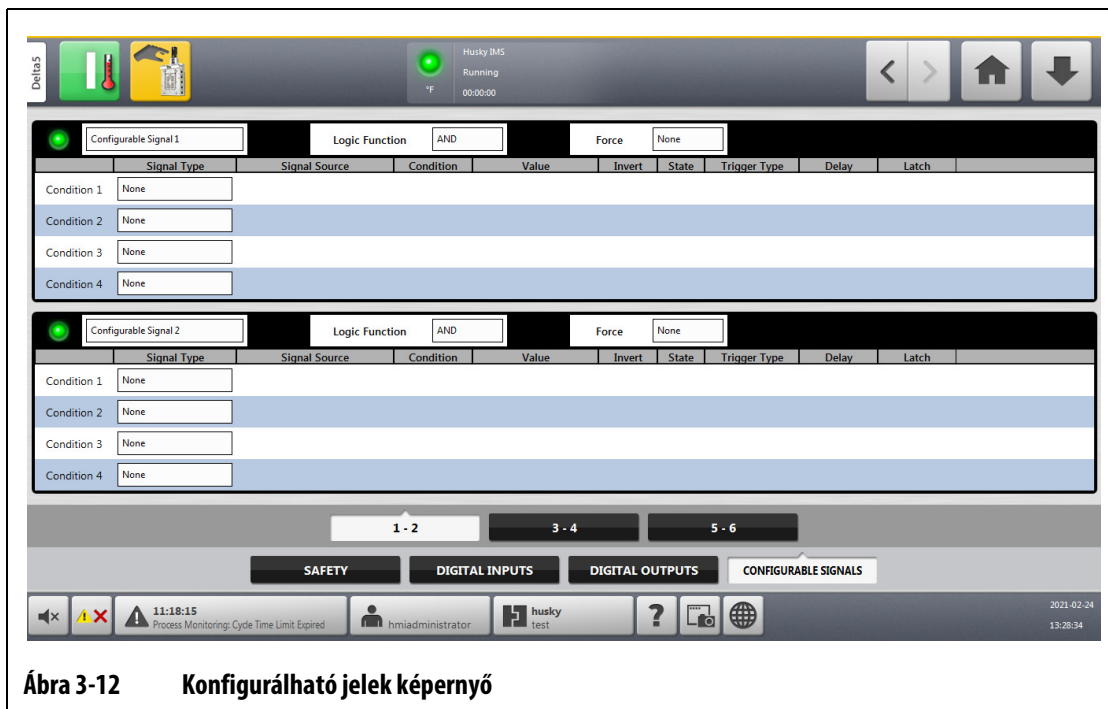 Delta5
Husky IMS
Running
°F 00:00:00
Configurable Signal 1 Logic Function AND Force None
Signal Type Signal Source Condition Value Invert State Trigger Type Delay Latch
Condition 1 None
Condition 2 None
Condition 3 None
Condition 4 None
Configurable Signal 2 Logic Function AND Force None
Signal Type Signal Source Condition Value Invert State Trigger Type Delay Latch
Condition 1 None
Condition 2 None
Condition 3 None
Condition 4 None
1 - 2 3 - 4 5 - 6
SAFETY DIGITAL INPUTS DIGITAL OUTPUTS CONFIGURABLE SIGNALS
11:18:15
Process Monitoring: Cycle Time Limit Expired
hmiadministrator
husky
test
?
2021-02-24
13:28:34
Ábra 3-12 Konfigurálható jelek képernyő